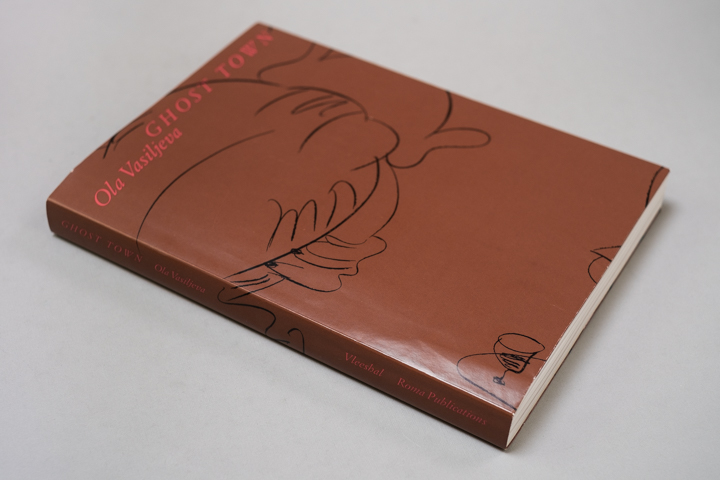 GHOST TOWN
Ola Vasiljeva
GHOST TOWN Ola Vasiljeva Vleeshal Roma Publications